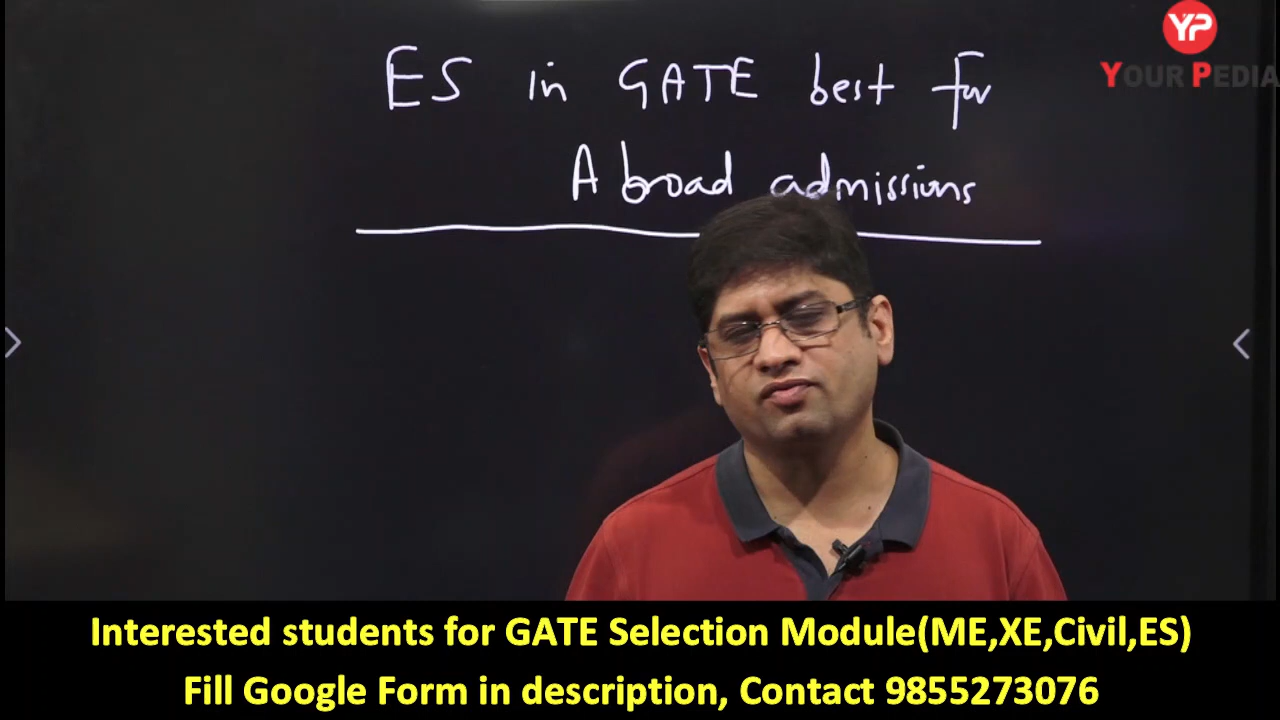 YP
YOUR PEDIA
ES in GATE best for
Abroad admissions
Interested students for GATE Selection Module(ME,XE,Civil,ES)
Fill Google Form in description, Contact 9855273076